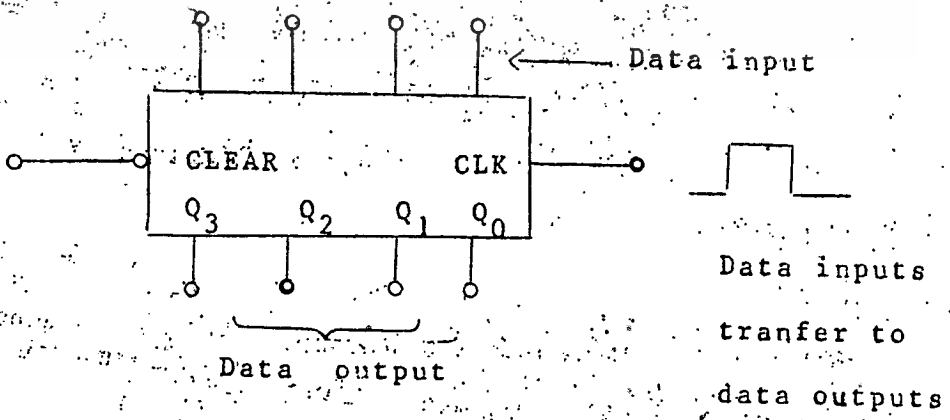 Data input
CLEAR CLK
Q3 Q2 Q1 Q0
Data inputs
tranfer to
data outputs
Data output